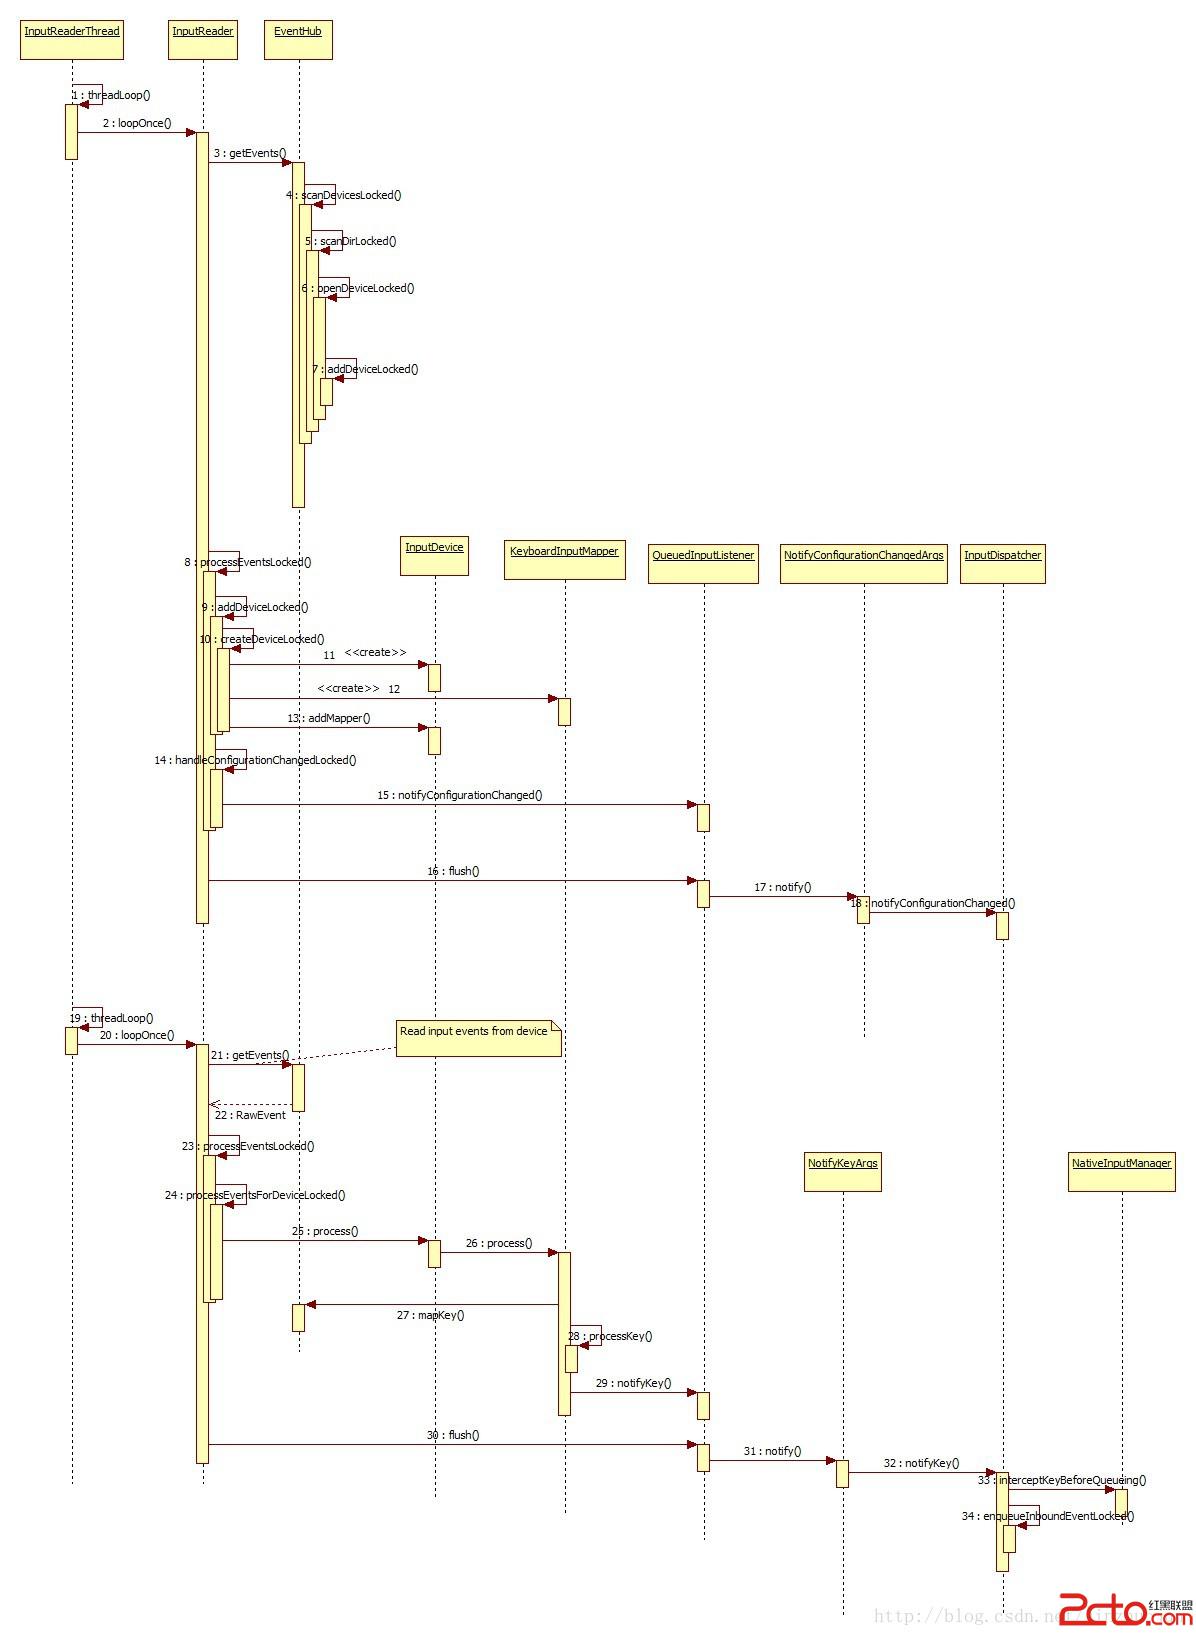 InputReaderThread
InputReader
EventHub
1 : threadLoop()
2 : loopOnce()
3 : getEvents()
4 : scanDevicesLocked()
5 : scanDirLocked()
6 : openDeviceLocked()
7 : addDeviceLocked()
InputDevice
KeyboardInputMapper
QueuedInputListener
NotifyConfigurationChangedArgs
InputDispatcher
8 : processEventsLocked()
9 : addDeviceLocked()
10 : createDeviceLocked()
11 <<create>>
<<create>> 12
13 : addMapper()
14 : handleConfigurationChangedLocked()
15 : notifyConfigurationChanged()
16 : flush()
17 : notify()
18 : notifyConfigurationChanged()
19 : threadLoop()
20 : loopOnce()
Read input events from device
21 : getEvents()
22 : RawEvent
23 : processEventsLocked()
NotifyKeyArgs
NativeInputManager
24 : processEventsForDeviceLocked()
25 : process()
26 : process()
27 : mapKey()
28 : processKey()
29 : notifyKey()
30 : flush()
31 : notify()
32 : notifyKey()
33 : interceptKeyBeforeQueueing()
34 : enqueueInboundEventLocked()
http://blog.csdn.ne
2cto.com
红黑联盟